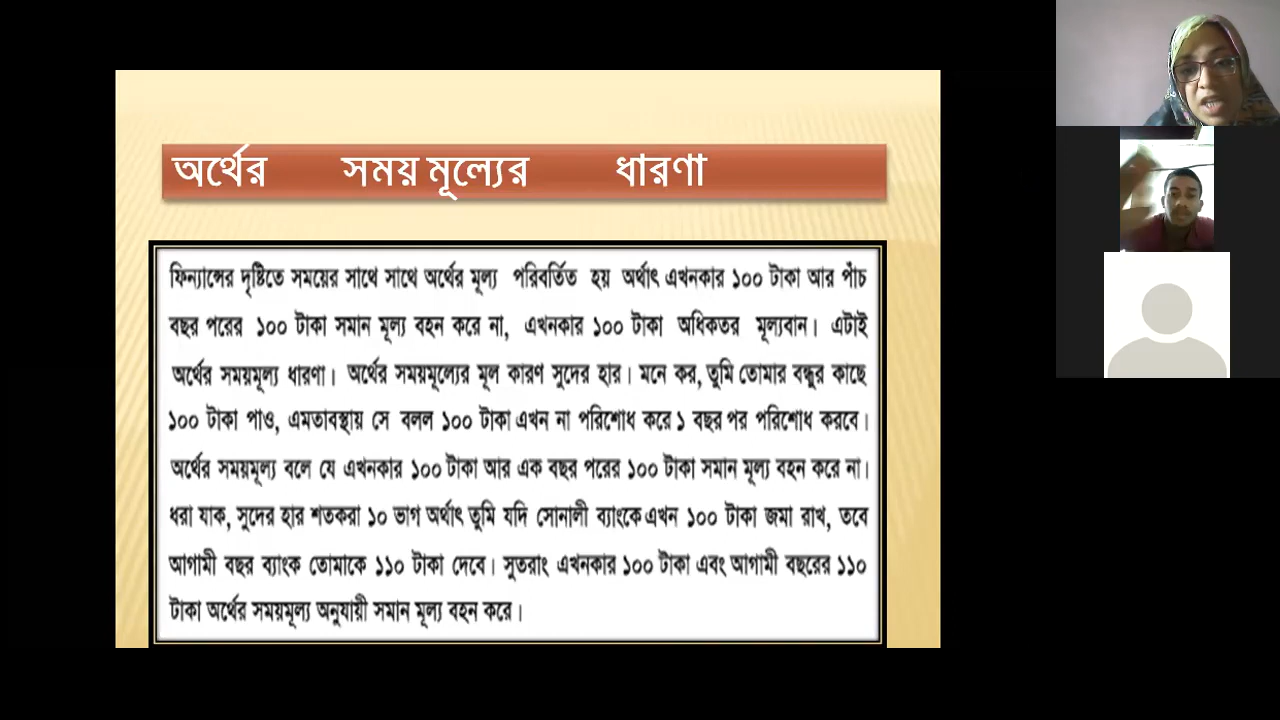 অর্থের সময় মূল্যের ধারণা
ফিন্যান্সের দৃষ্টিতে সময়ের সাথে সাথে অর্থের মূল্য পরিবর্তিত হয় অর্থাৎ এখনকার ১০০ টাকা আর পাঁচ
বছর পরের ১০০ টাকা সমান মূল্য বহন করে না, এখনকার ১০০ টাকা অধিকতর মূল্যবান। এটাই
অর্থের সময়মূল্য ধারণা। অর্থের সময়মূল্যের মূল কারণ সুদের হার। মনে কর, তুমি তোমার বন্ধুর কাছে
১০০ টাকা পাও, এমতাবস্থায় সে বলল ১০০ টাকা এখন না পরিশোধ করে ১ বছর পর পরিশোধ করবে।
অর্থের সময়মূল্য বলে যে এখনকার ১০০ টাকা আর এক বছর পরের ১০০ টাকা সমান মূল্য বহন করে না।
ধরা যাক, সুদের হার শতকরা ১০ ভাগ অর্থাৎ তুমি যদি সোনালী ব্যাংকে এখন ১০০ টাকা জমা রাখ, তবে
আগামী বছর ব্যাংক তোমাকে ১১০ টাকা দেবে। সুতরাং এখনকার ১০০ টাকা এবং আগামী বছরের ১১০
টাকা অর্থের সময়মূল্য অনুযায়ী সমান মূল্য বহন করে।